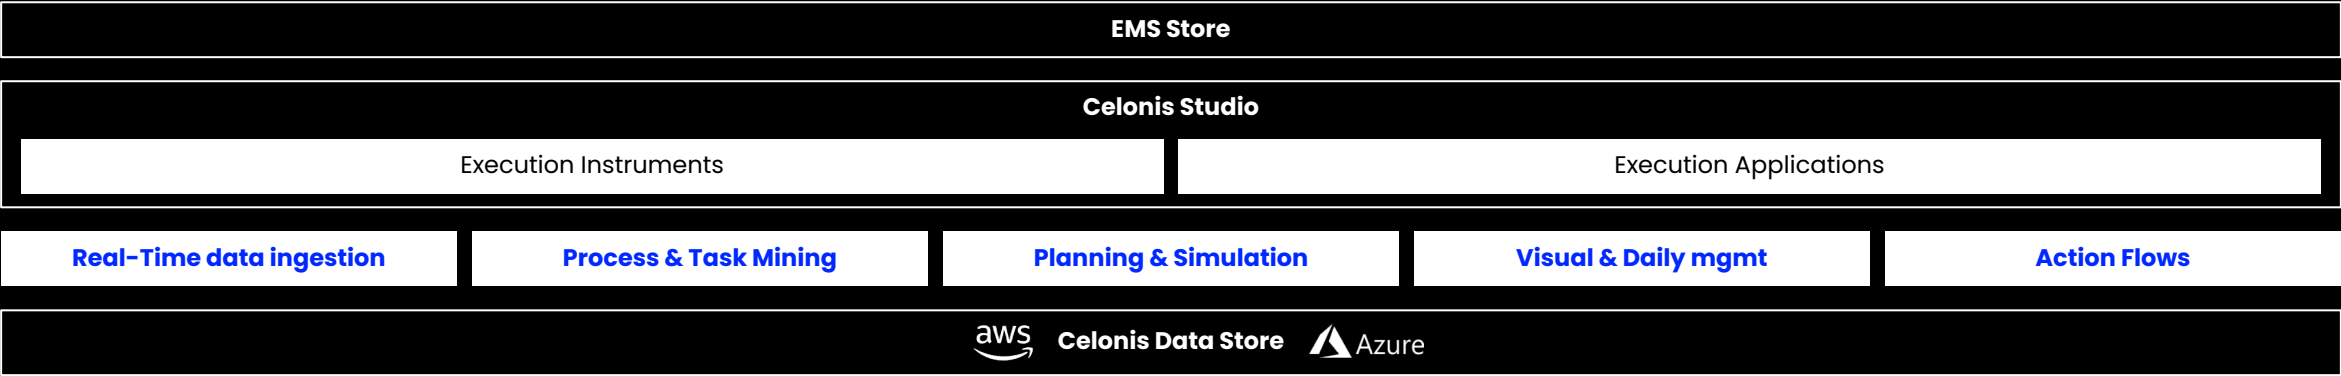 EMS Store
Celonis Studio
Execution Instruments
Execution Applications
Real-Time data ingestion
Process & Task Mining
Planning & Simulation
Visual & Daily mgmt
Action Flows
aws Celonis Data Store Azure